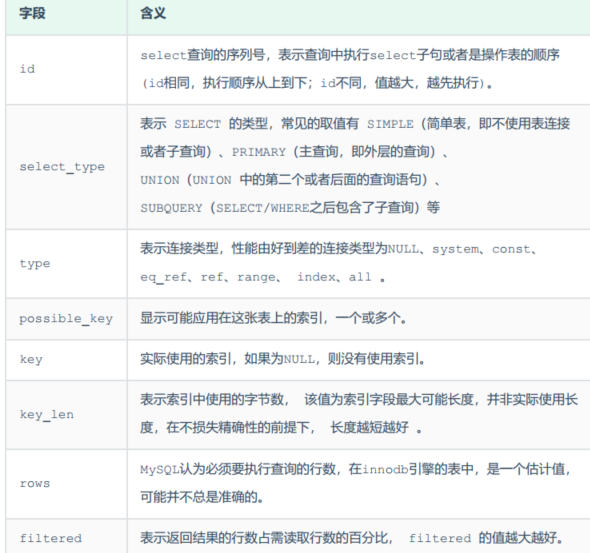 字段 含义
id
select查询的序列号，表示查询中执行select子句或者是操作表的顺序
(id相同，执行顺序从上到下；id不同，值越大，越先执行)。
select_type
表示 SELECT 的类型，常见的取值有 SIMPLE（简单表，即不使用表连接
或者子查询）、PRIMARY（主查询，即外层的查询）、
UNION（UNION 中的第二个或者后面的查询语句）、
SUBQUERY（SELECT/WHERE之后包含了子查询）等
type
表示连接类型，性能由好到差的连接类型为NULL、system、const、
eq_ref、ref、range、 index、all 。
possible_key 显示可能应用在这张表上的索引，一个或多个。
key 实际使用的索引，如果为NULL，则没有使用索引。
key_len
表示索引中使用的字节数， 该值为索引字段最大可能长度，并非实际使用长
度，在不损失精确性的前提下， 长度越短越好 。
rows
MySQL认为必须要执行查询的行数，在innodb引擎的表中，是一个估计值，
可能并不总是准确的。
filtered 表示返回结果的行数占需读取行数的百分比， filtered 的值越大越好。